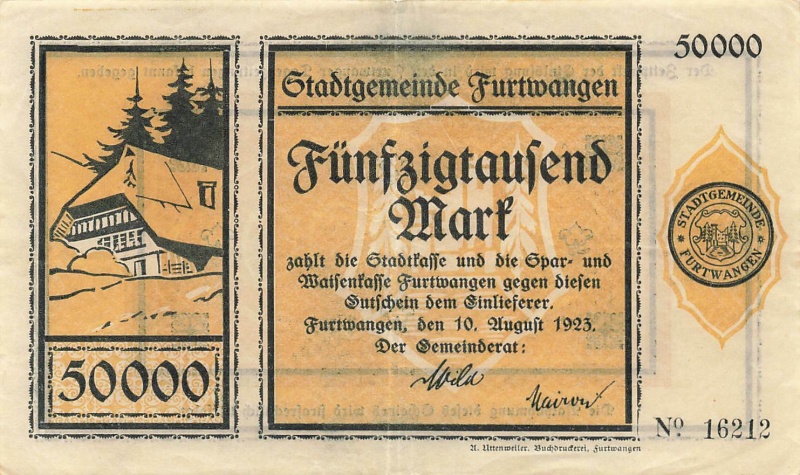 50000
Stadtgemeinde Furtwangen
Fünfzigtausend
Mark
zahlt die Stadtkasse und die Spar- und
Waisenkasse Furtwangen gegen diesen
Gutschein dem Einlieferer.
Furtwangen, den 10. August 1923.
Der Gemeinderat:
Wild
50000
STADTGEMEINDE
FURTWANGEN
No 16212
A. Uttenweiler, Buchdruckerei, Furtwangen